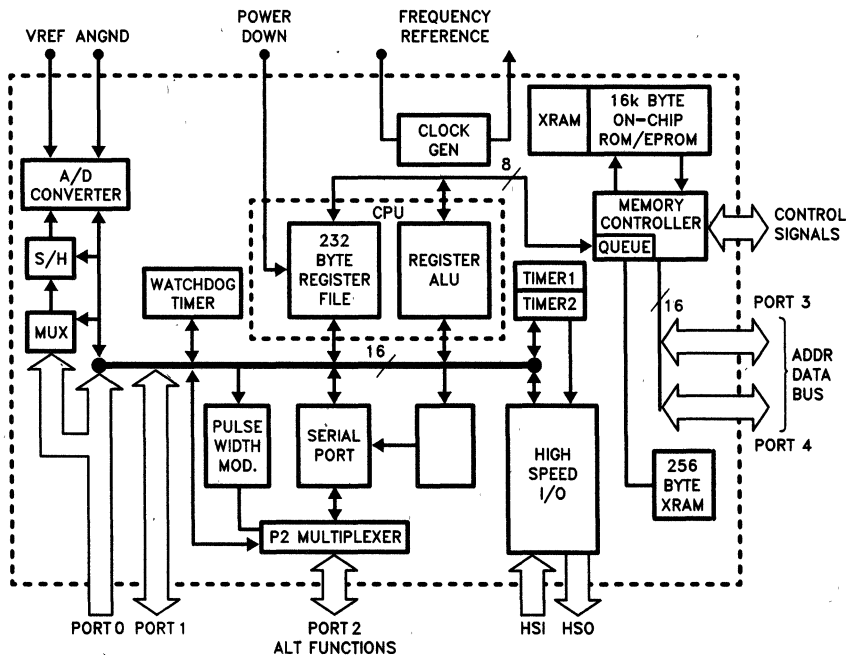 VREF ANGND
POWER
DOWN
FREQUENCY
REFERENCE
A/D
CONVERTER
S/H
MUX
CLOCK
GEN
XRAM
16k BYTE
ON-CHIP
ROM/EPROM
8
CPU
232
BYTE
REGISTER
FILE
REGISTER
ALU
MEMORY
CONTROLLER
QUEUE
CONTROL
SIGNALS
WATCHDOG
TIMER
TIMER1
TIMER2
16
16
PORT 3
ADDR
DATA
BUS
PORT 4
PULSE
WIDTH
MOD.
SERIAL
PORT
HIGH
SPEED
I/O
256
BYTE
XRAM
P2 MULTIPLEXER
PORT 0 PORT 1
PORT 2
ALT FUNCTIONS
HSI HSO